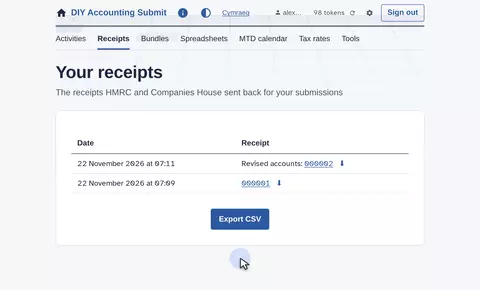 DIY Accounting Submit
Cymraeg
alex...
98 tokens
Sign out
Activities
Receipts
Bundles
Spreadsheets
MTD calendar
Tax rates
Tools
Your receipts
The receipts HMRC and Companies House sent back for your submissions
Date
Receipt
22 November 2026 at 07:11
Revised accounts: 000002
22 November 2026 at 07:09
000001
Export CSV